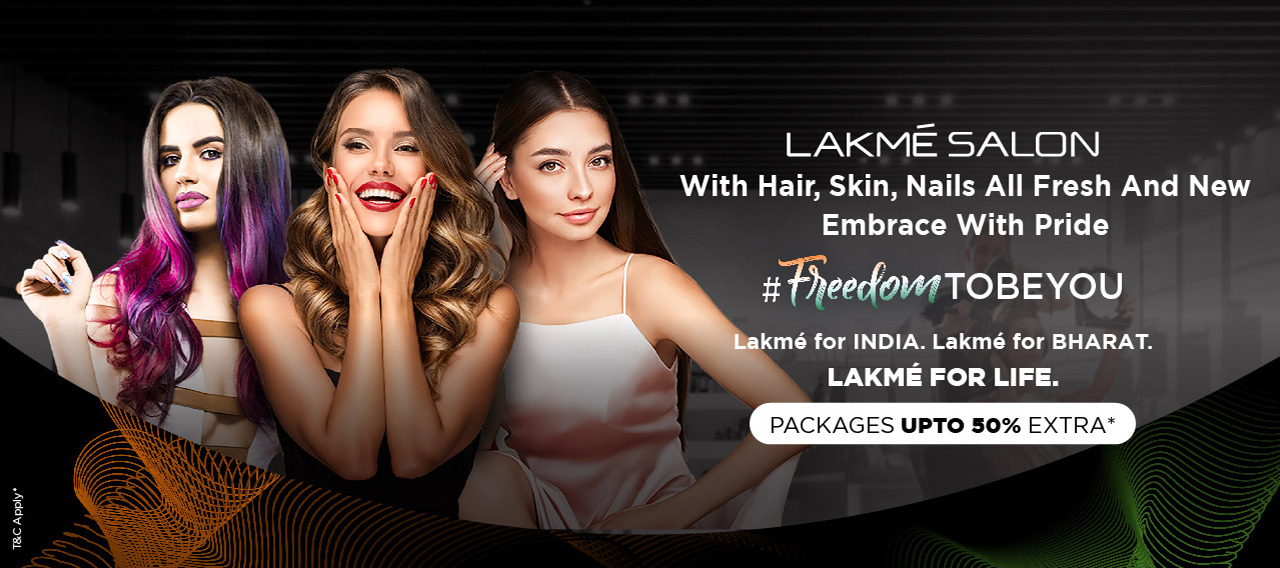 LAKMÉ SALON
With Hair, Skin, Nails All Fresh And New
Embrace With Pride
#FreedomTOBEYOU
Lakmé for INDIA. Lakmé for BHARAT.
LAKMÉ FOR LIFE.
PACKAGES UPTO 50% EXTRA*
T&C Apply*